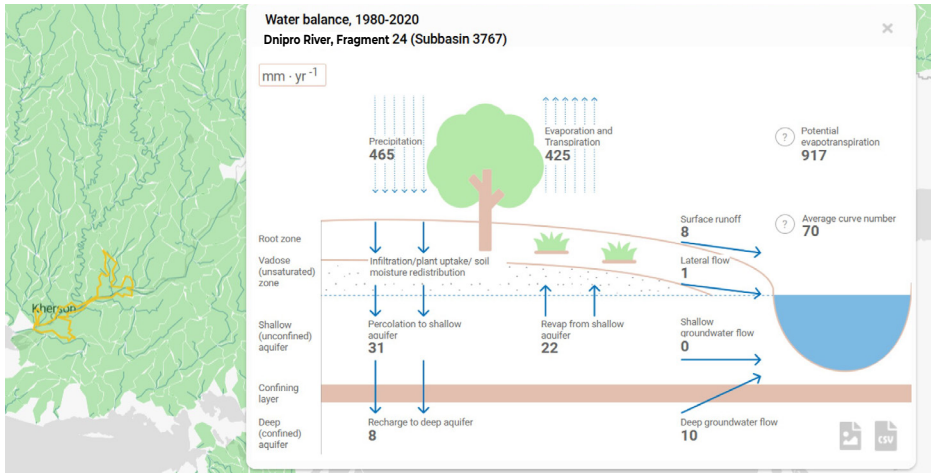 Water balance, 1980-2020
Dnipro River, Fragment 24 (Subbasin 3767)
mm · yr -1
Precipitation
465
Evaporation and
Transpiration
425
?
Potential
evapotranspiration
917
Surface runoff
8
?
Average curve number
70
Root zone
Vadose
(unsaturated)
zone
Infiltration/plant uptake/ soil
moisture redistribution
Lateral flow
1
Kherson
Shallow
(unconfined)
aquifer
Percolation to shallow
aquifer
31
Revap from shallow
aquifer
22
Shallow
groundwater flow
0
Confining
layer
Deep
(confined)
aquifer
Recharge to deep aquifer
8
Deep groundwater flow
10
CSV